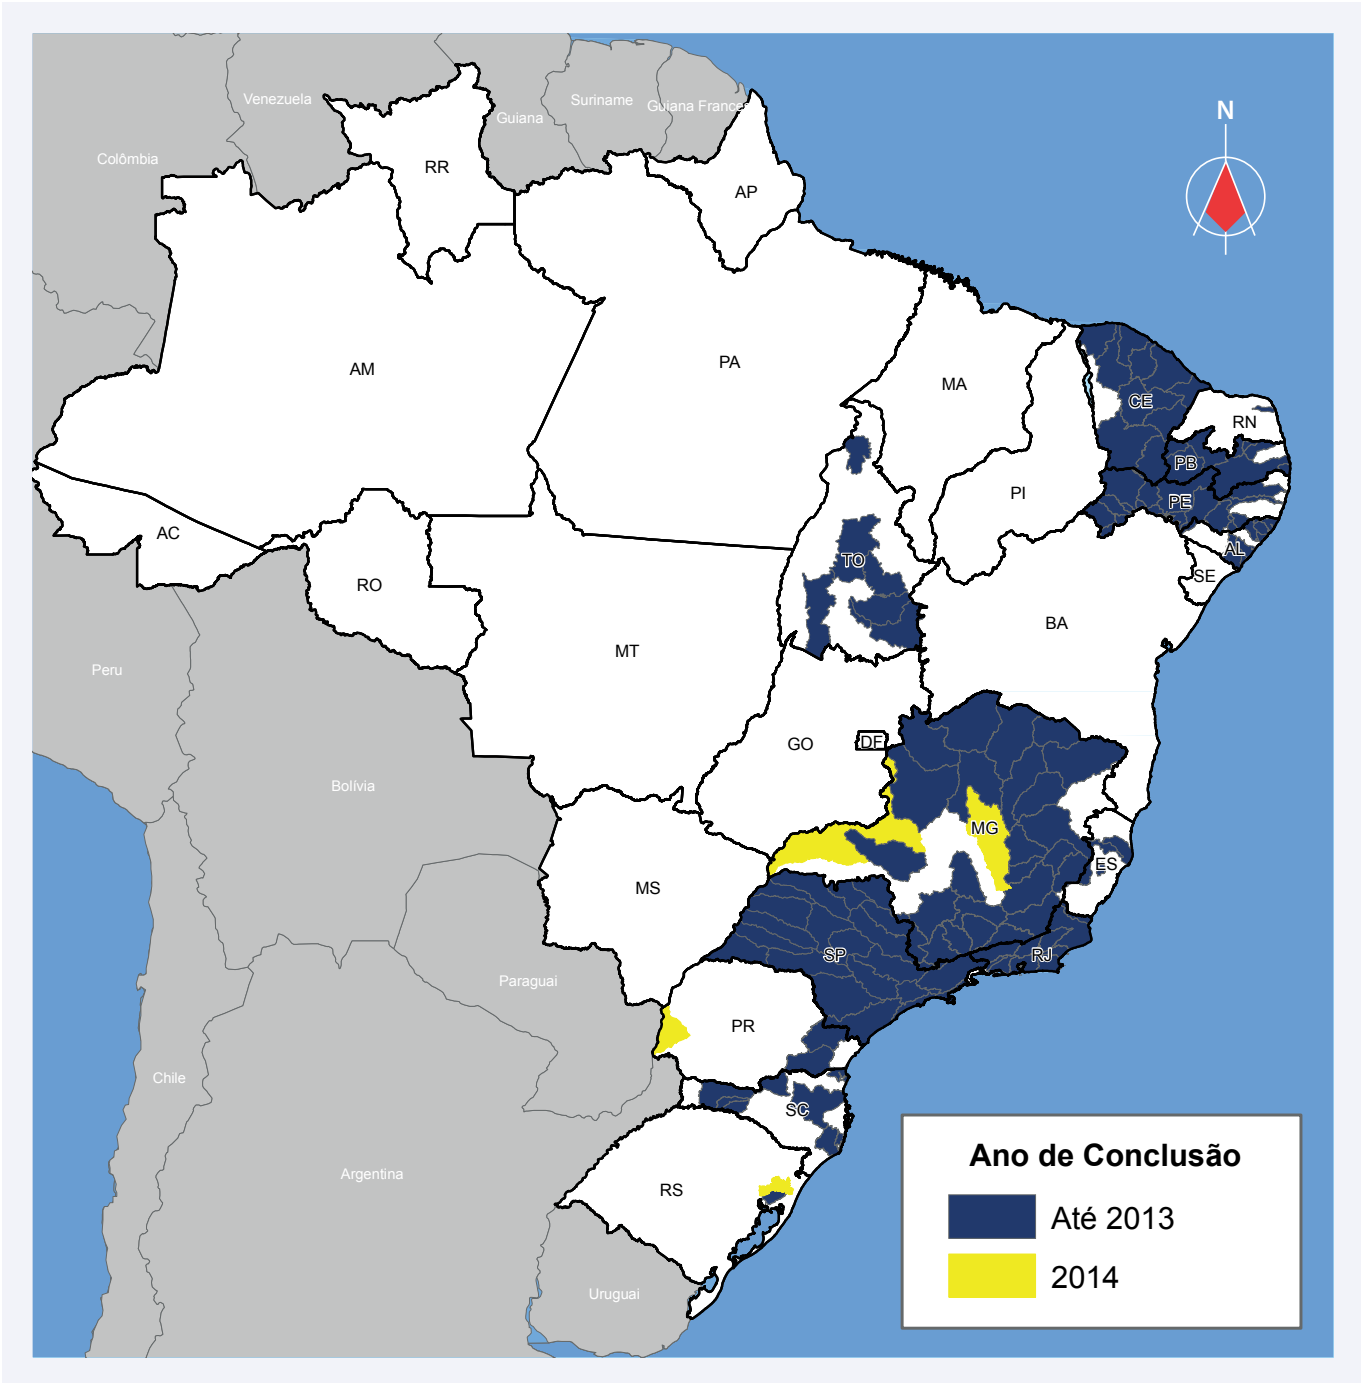 N
Venezuela
Suriname
Guiana Frances
Guiana
Colômbia
RR
AP
AM
PA
MA
CE
RN
PB
PI
PE
AC
TO
AL
RO
SE
BA
MT
Peru
GO
DF
Bolívia
MG
ES
MS
SP
RJ
Paraguai
PR
Chile
SC
Argentina
RS
Uruguai
Ano de Conclusão
Até 2013
2014